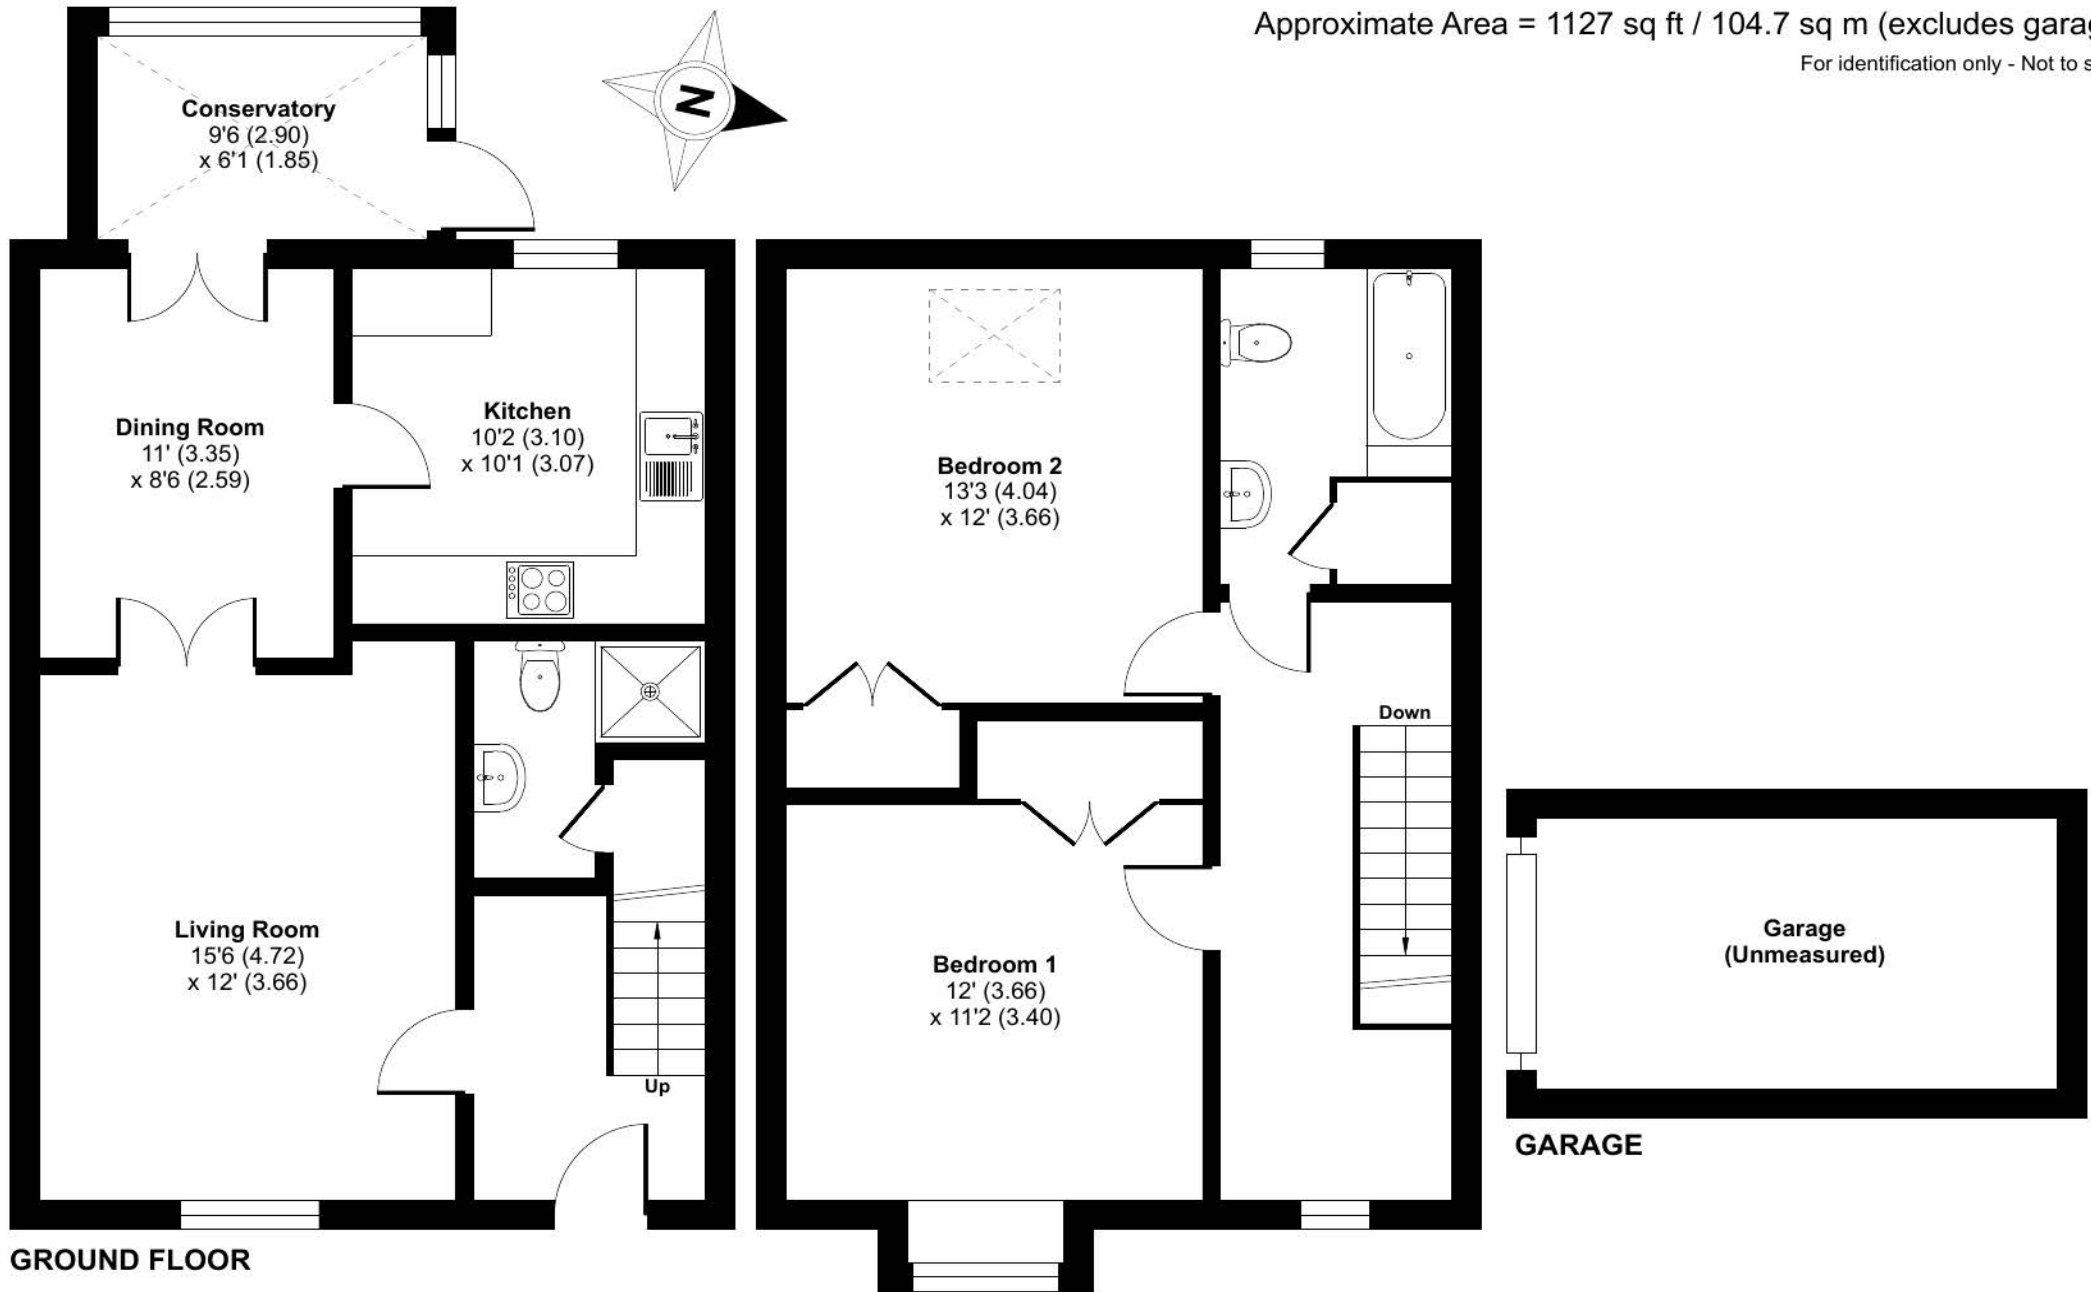 Approximate Area = 1127 sq ft / 104.7 sq m (excludes
For identification only - Not to
N
Conservatory
9'6 (2.90)
x 6'1 (1.85)
Dining Room
11' (3.35)
x 8'6 (2.59)
Kitchen
10'2 (3.10)
x 10'1 (3.07)
Living Room
15'6 (4.72)
x 12' (3.66)
Up
GROUND FLOOR
Bedroom 2
13'3 (4.04)
x 12' (3.66)
Down
Bedroom 1
12' (3.66)
x 11'2 (3.40)
Garage
(Unmeasured)
GARAGE